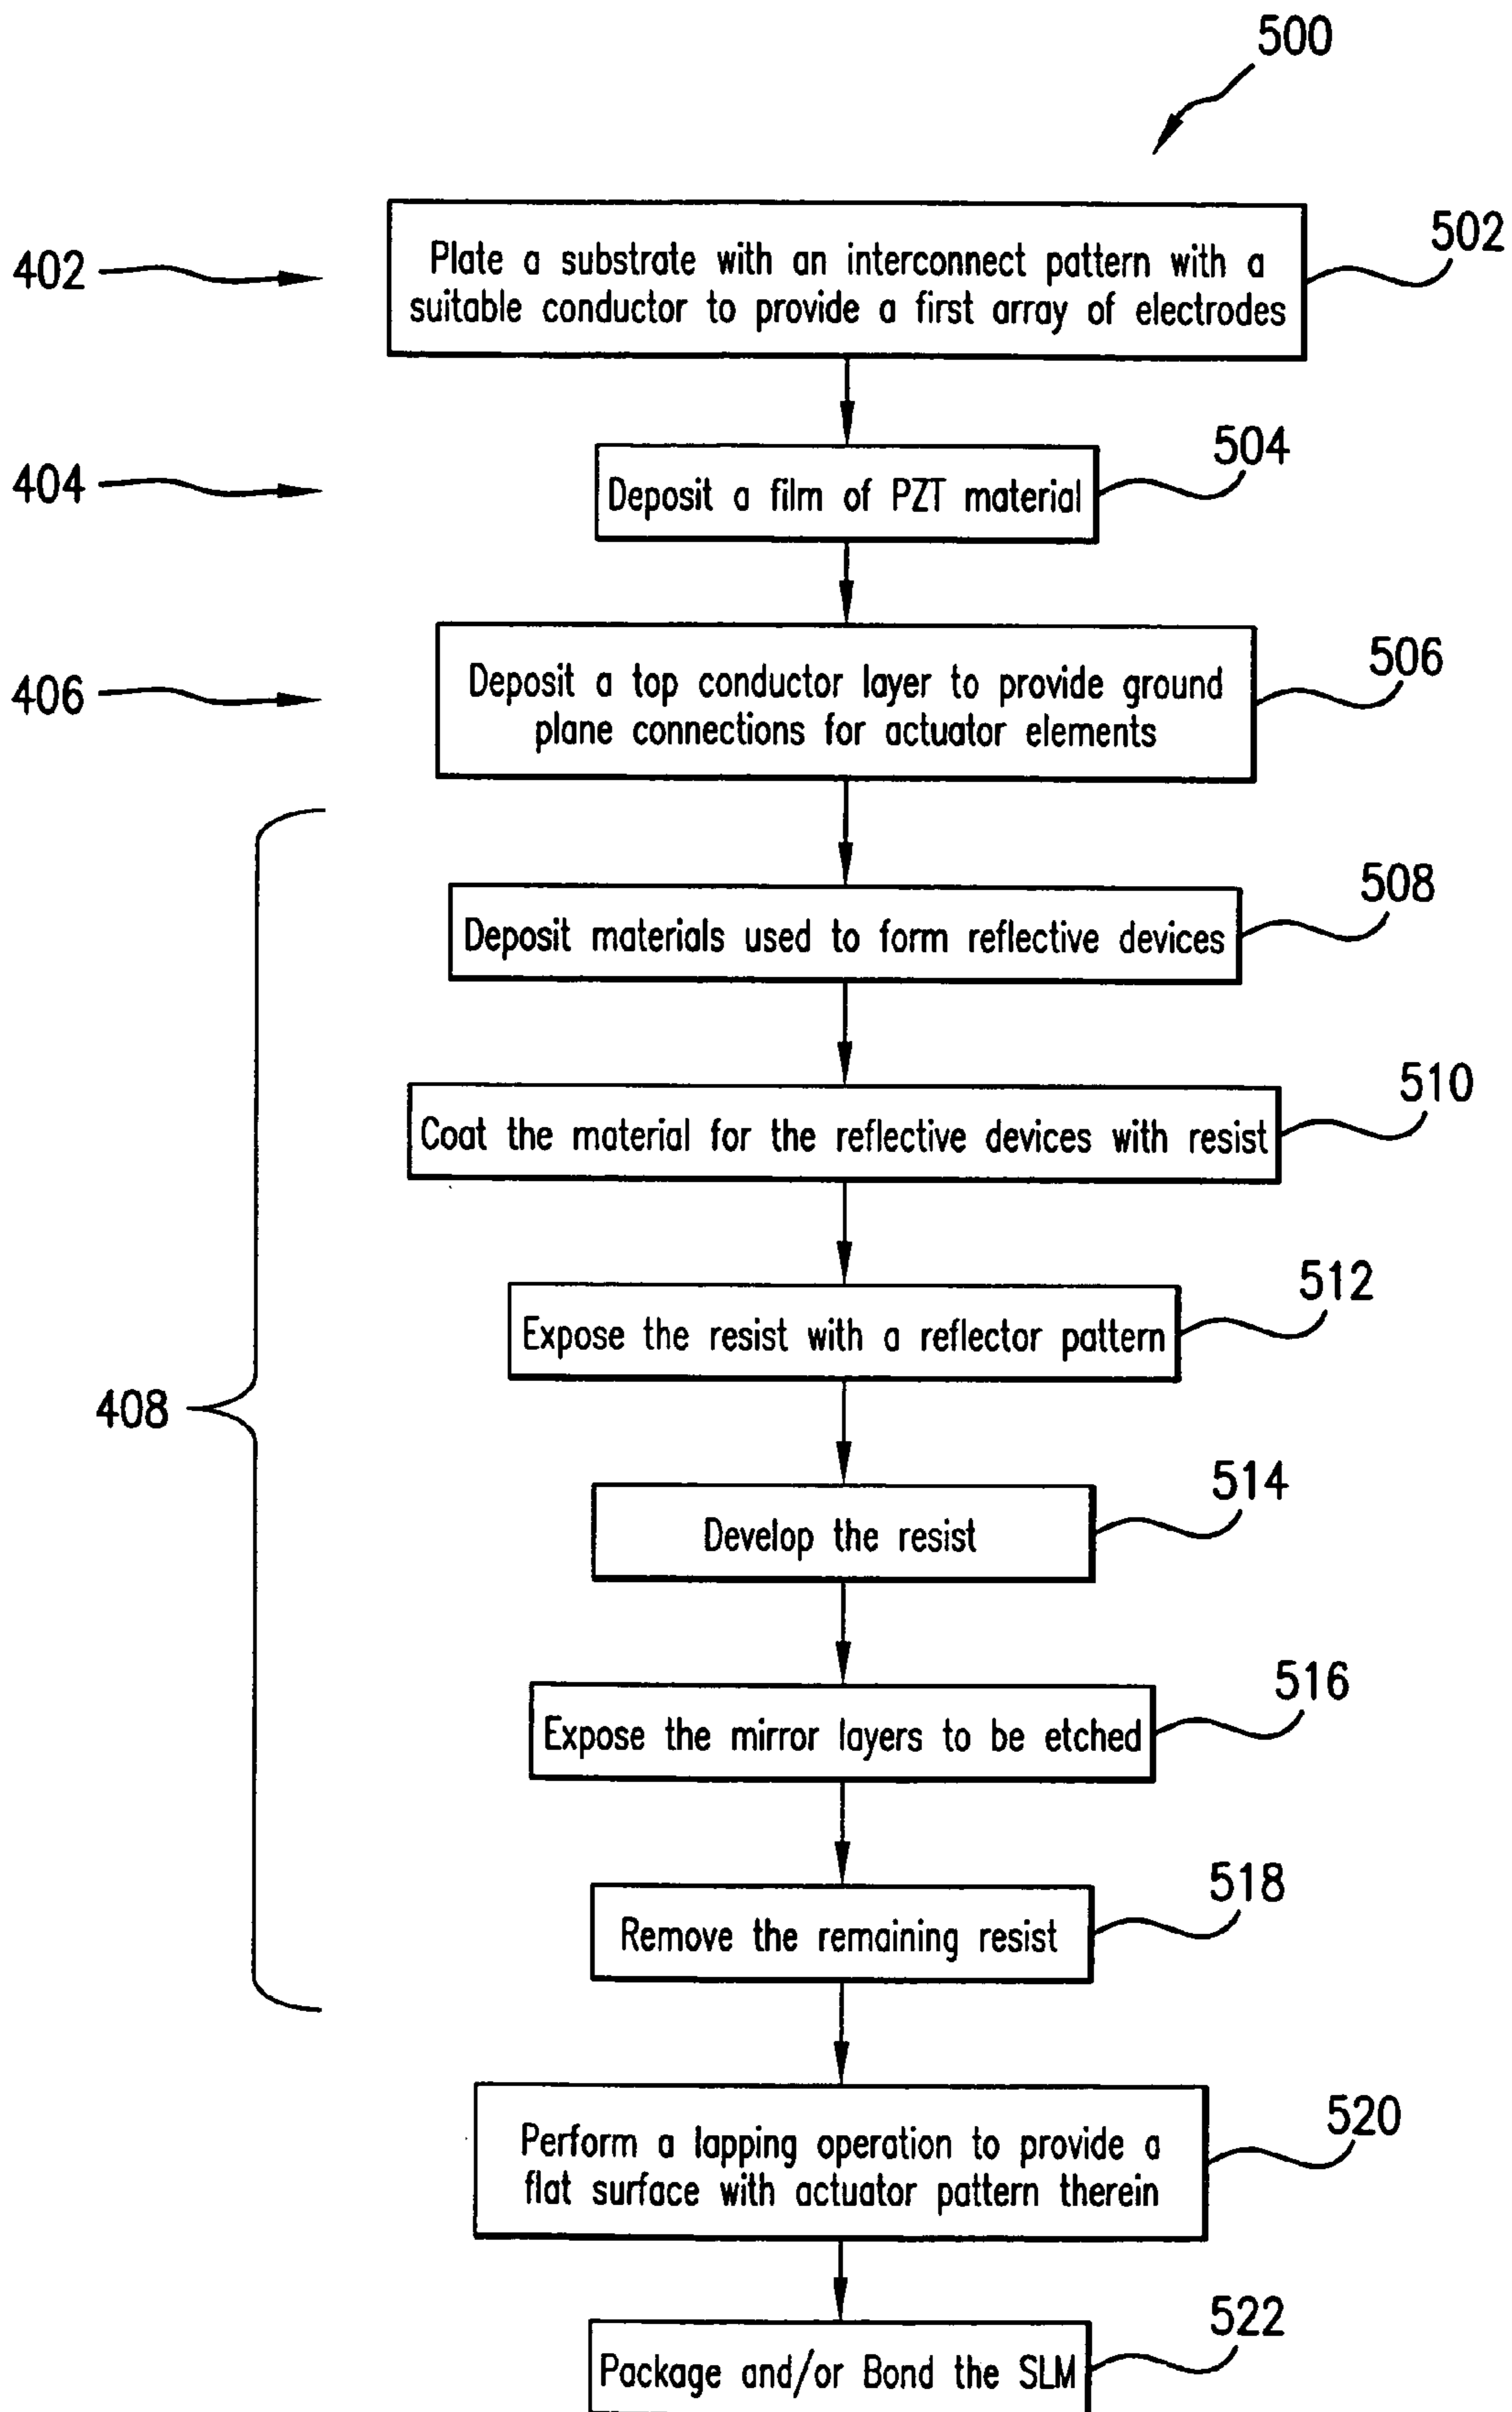 500
402
Plate a substrate with an interconnect pattern with a
suitable conductor to provide a first array of electrodes
502
404
Deposit a film of PZT material
504
406
Deposit a top conductor layer to provide ground
plane connections for actuator elements
506
408
Deposit materials used to form reflective devices
508
Coat the material for the reflective devices with resist
510
Expose the resist with a reflector pattern
512
Develop the resist
514
Expose the mirror layers to be etched
516
Remove the remaining resist
518
Perform a lapping operation to provide a
flat surface with actuator pattern therein
520
Package and/or Bond the SLM
522